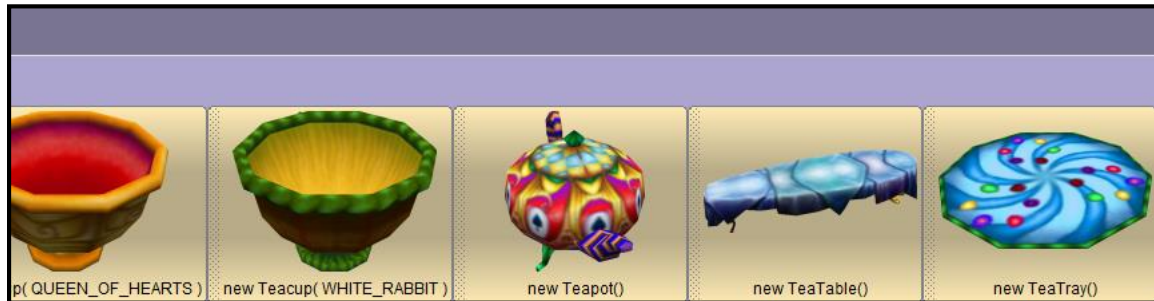 p( QUEEN_OF_HEARTS )
new Teacup( WHITE_RABBIT )
new Teapot()
new TeaTable()
new TeaTray()